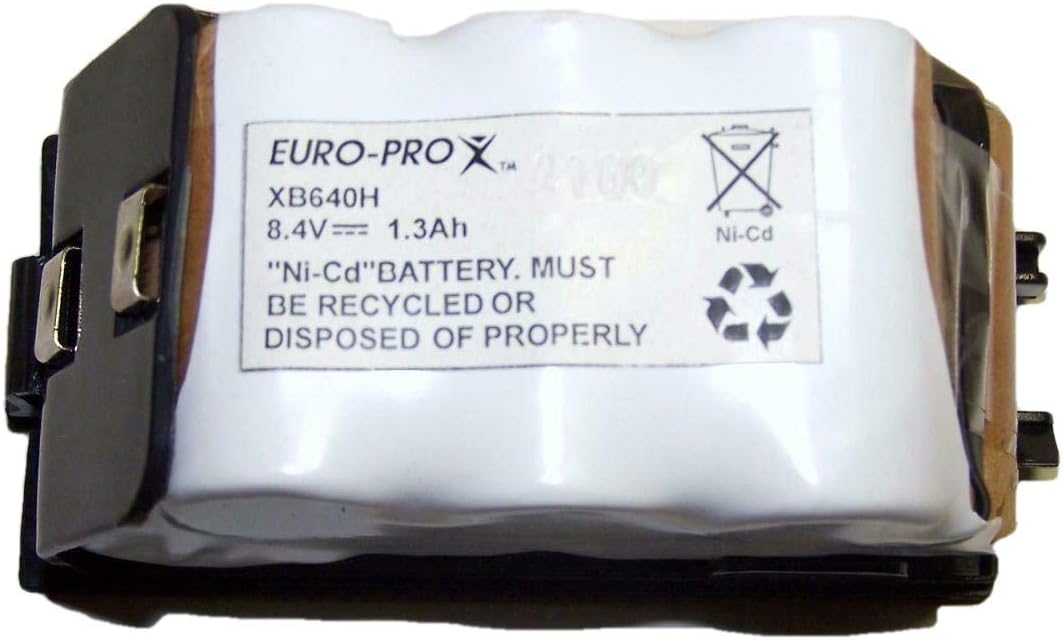 EURO-PRO X™
XB640H
8.4V⎓ 1.3Ah
"Ni-Cd"BATTERY. MUST
BE RECYCLED OR
DISPOSED OF PROPERLY
Ni-Cd